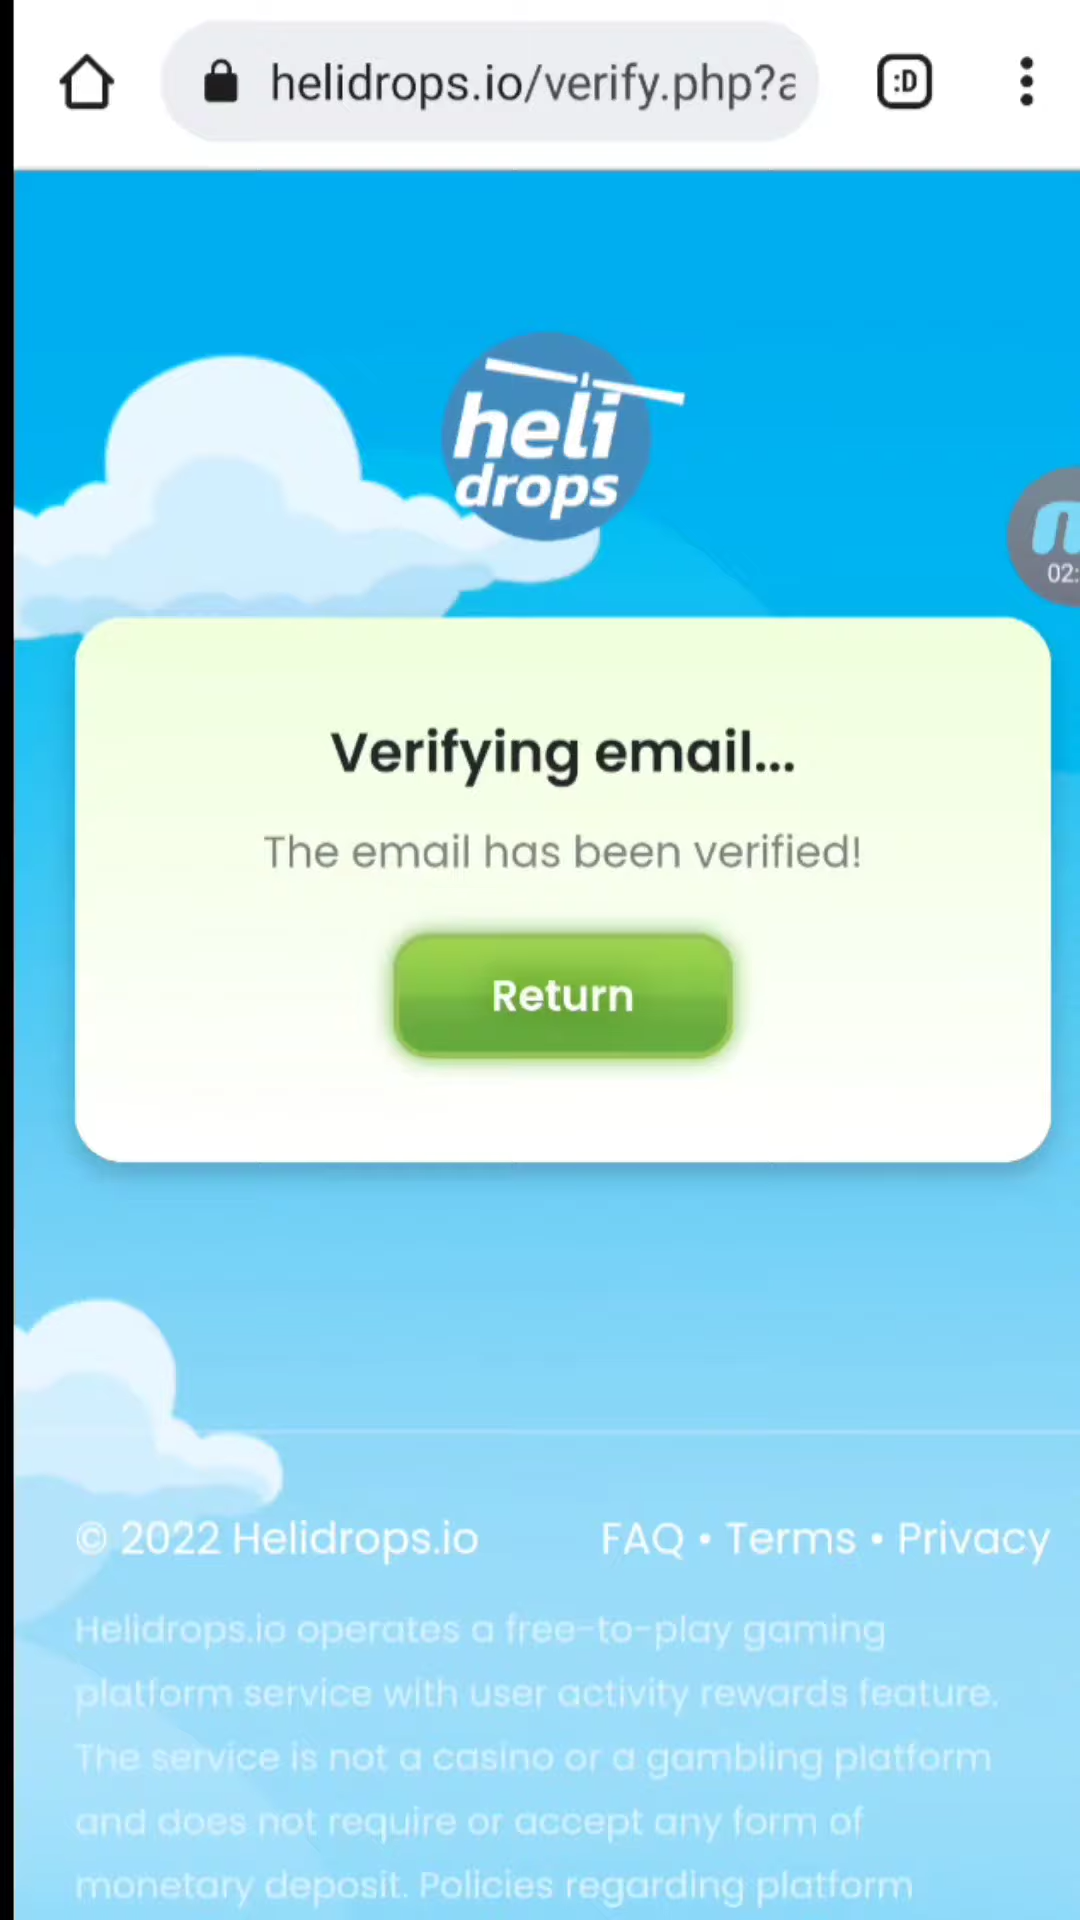 helidrops.io/verify.php?a
:D
heli
drops
02:
Verifying email...
The email has been verified!
Return
© 2022 Helidrops.io
FAQ • Terms • Privacy
Helidrops.io operates a free-to-play gaming
platform service with user activity rewards feature.
The service is not a casino or a gambling platform
and does not require or accept any form of
monetary deposit. Policies regarding platform